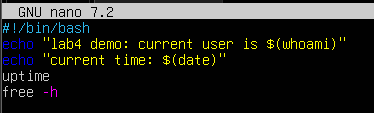 GNU nano 7.2
#!/bin/bash
echo "lab4 demo: current user is $(whoami)"
echo "current time: $(date)"
uptime
free -h